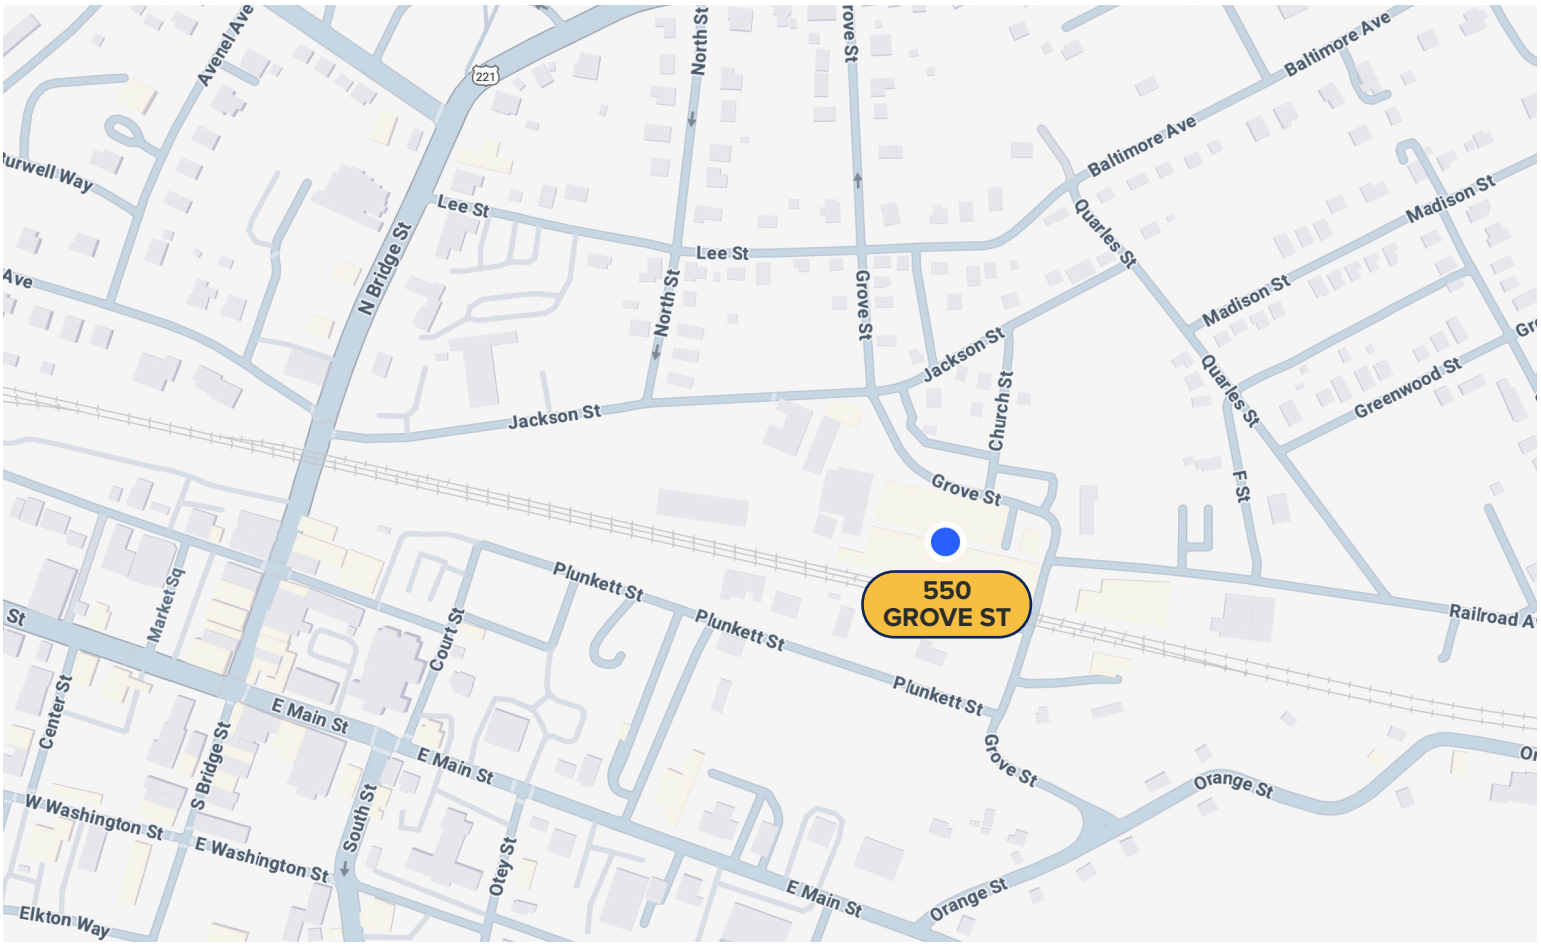 Avenel Ave
North St
Grove St
Baltimore Ave
221
Baltimore Ave
Burwell Way
Lee St
Madison St
Quarles St
N Bridge St
Lee St
Ave
North St
Grove St
Madison St
Gr
Jackson St
Quarles St
Greenwood St
Church St
Jackson St
Grove St
F St
Plunkett St
Market Sq
550
GROVE ST
St
Court St
Plunkett St
Railroad A
Plunkett St
Center St
E Main St
S Bridge St
E Main St
Grove St
Or
Orange St
W Washington St
South St
E Washington St
Otey St
E Main St
Orange St
Elkton Way